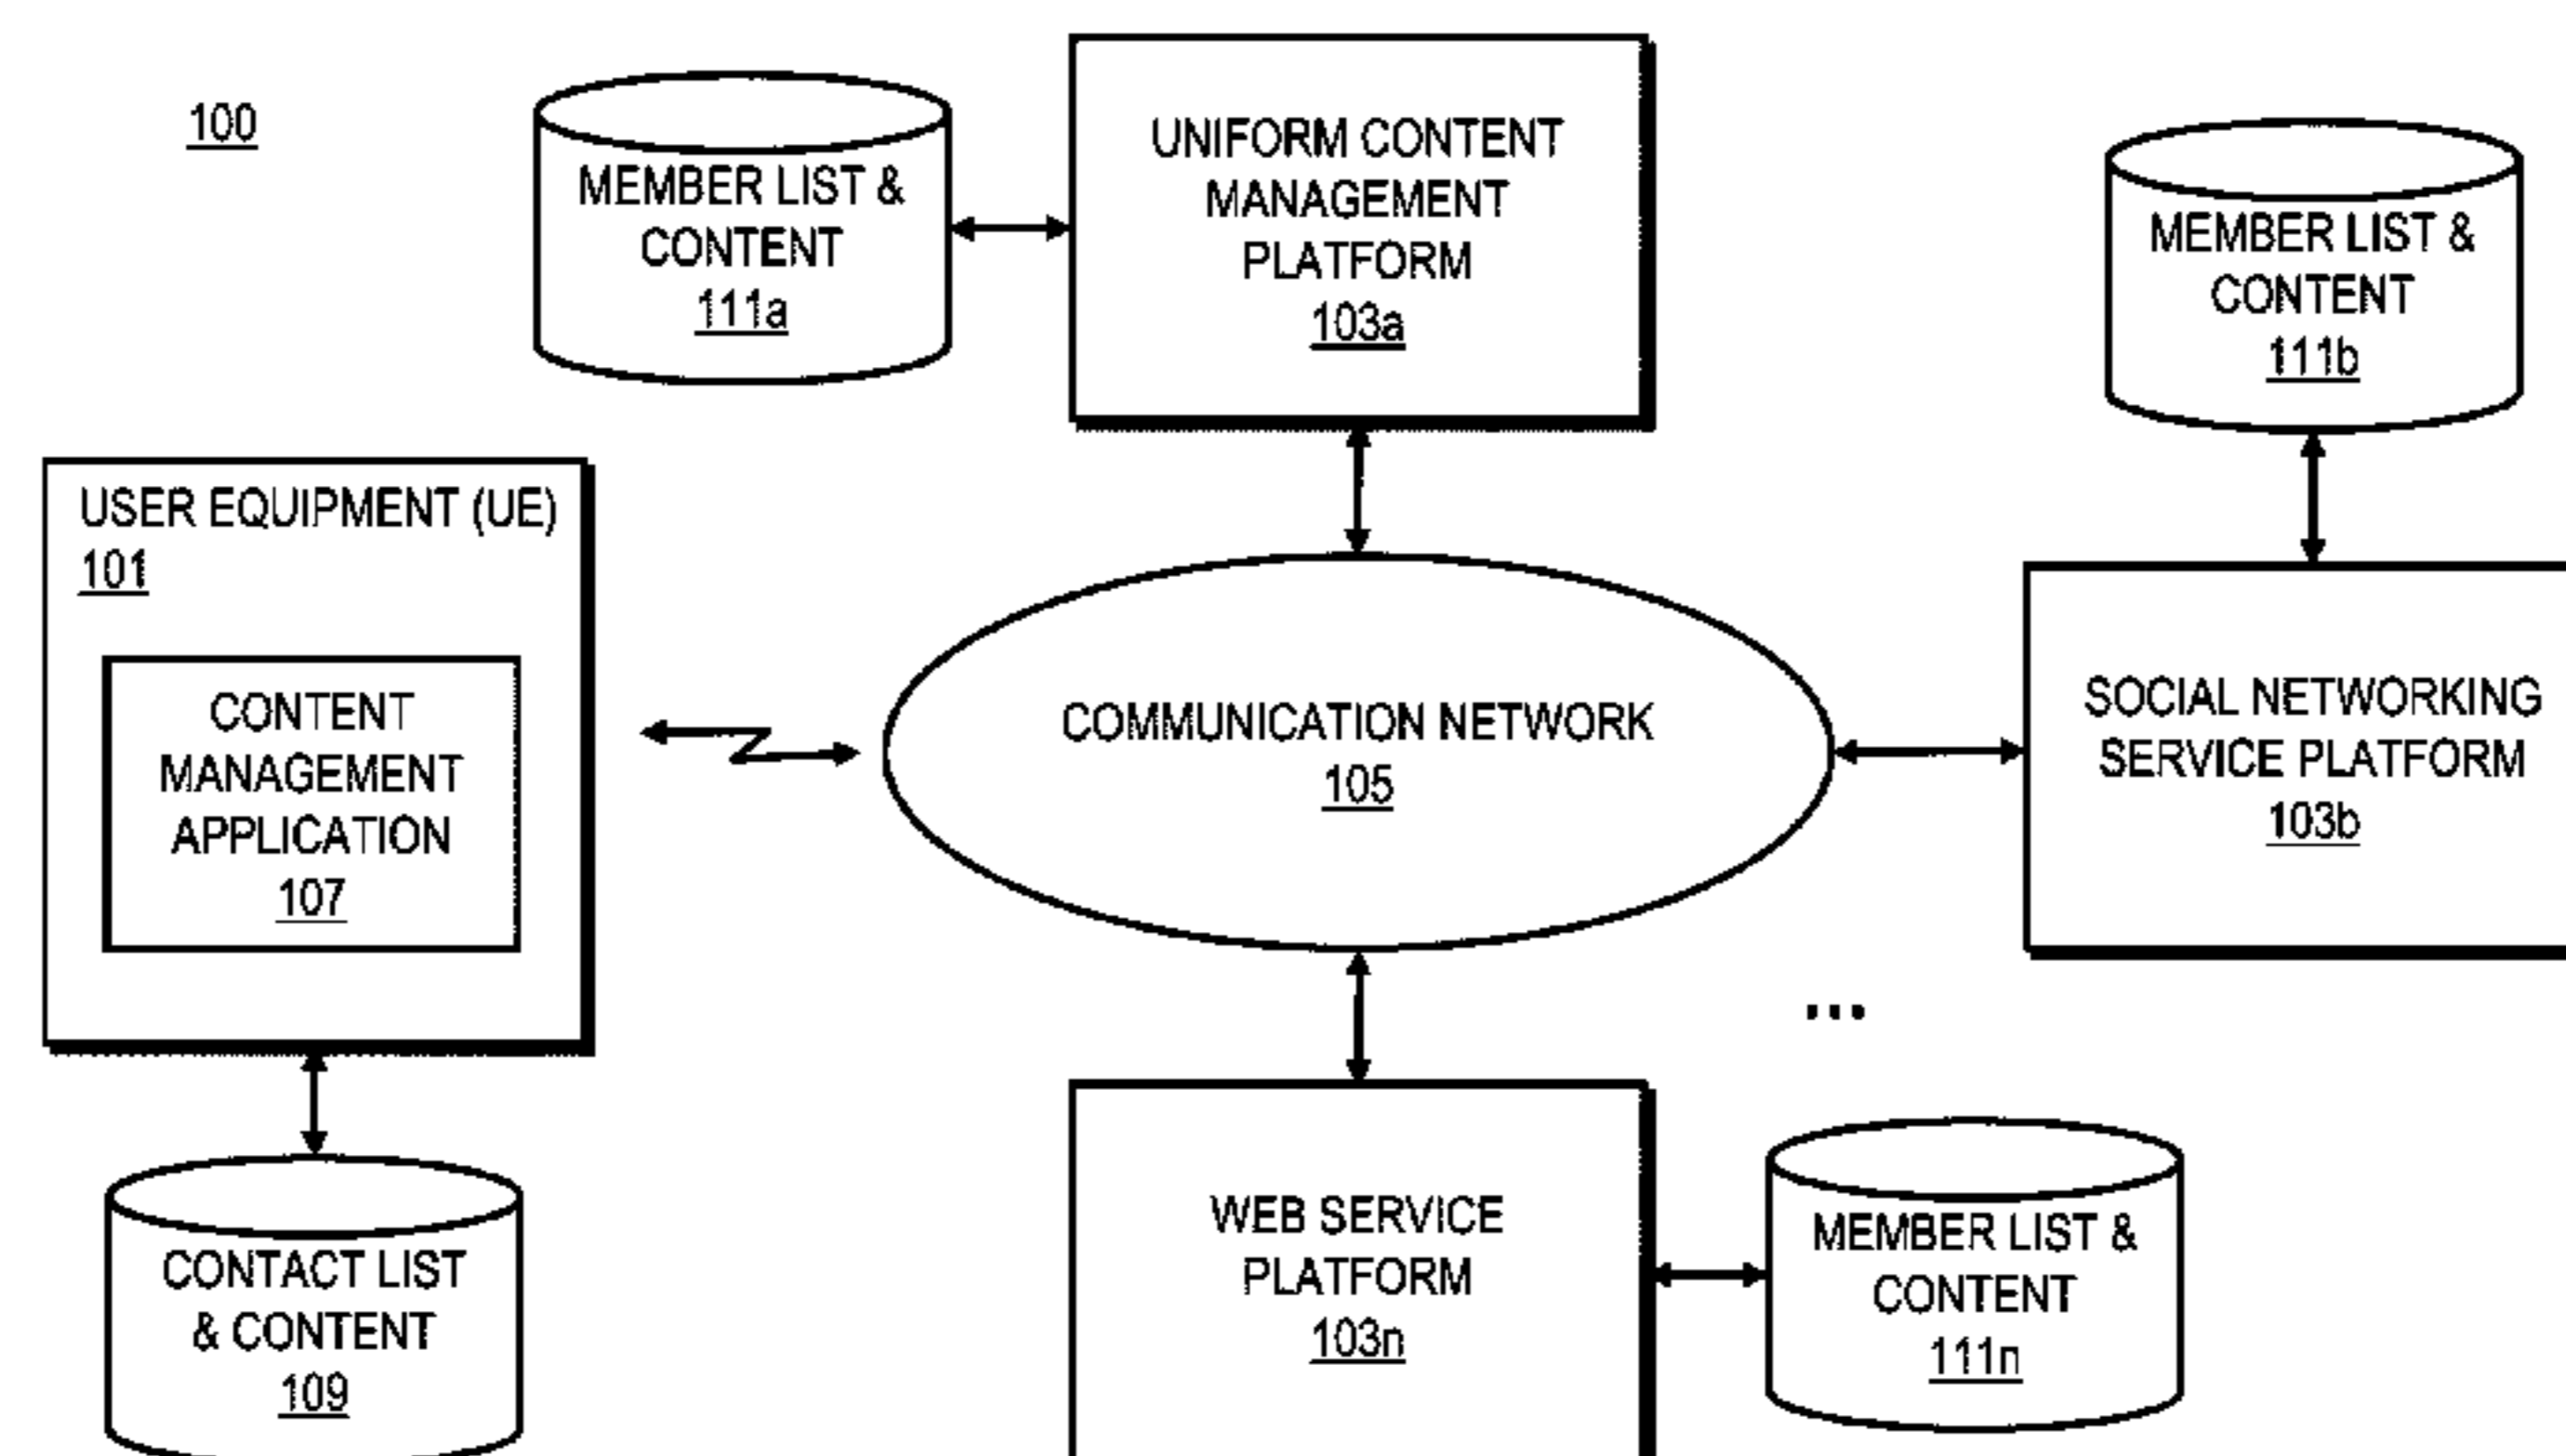 100
MEMBER LIST &
CONTENT
111a
UNIFORM CONTENT
MANAGEMENT
PLATFORM
103a
MEMBER LIST &
CONTENT
111b
USER EQUIPMENT (UE)
101
CONTENT
MANAGEMENT
APPLICATION
107
COMMUNICATION NETWORK
105
SOCIAL NETWORKING
SERVICE PLATFORM
103b
...
CONTACT LIST
& CONTENT
109
WEB SERVICE
PLATFORM
103n
MEMBER LIST &
CONTENT
111n